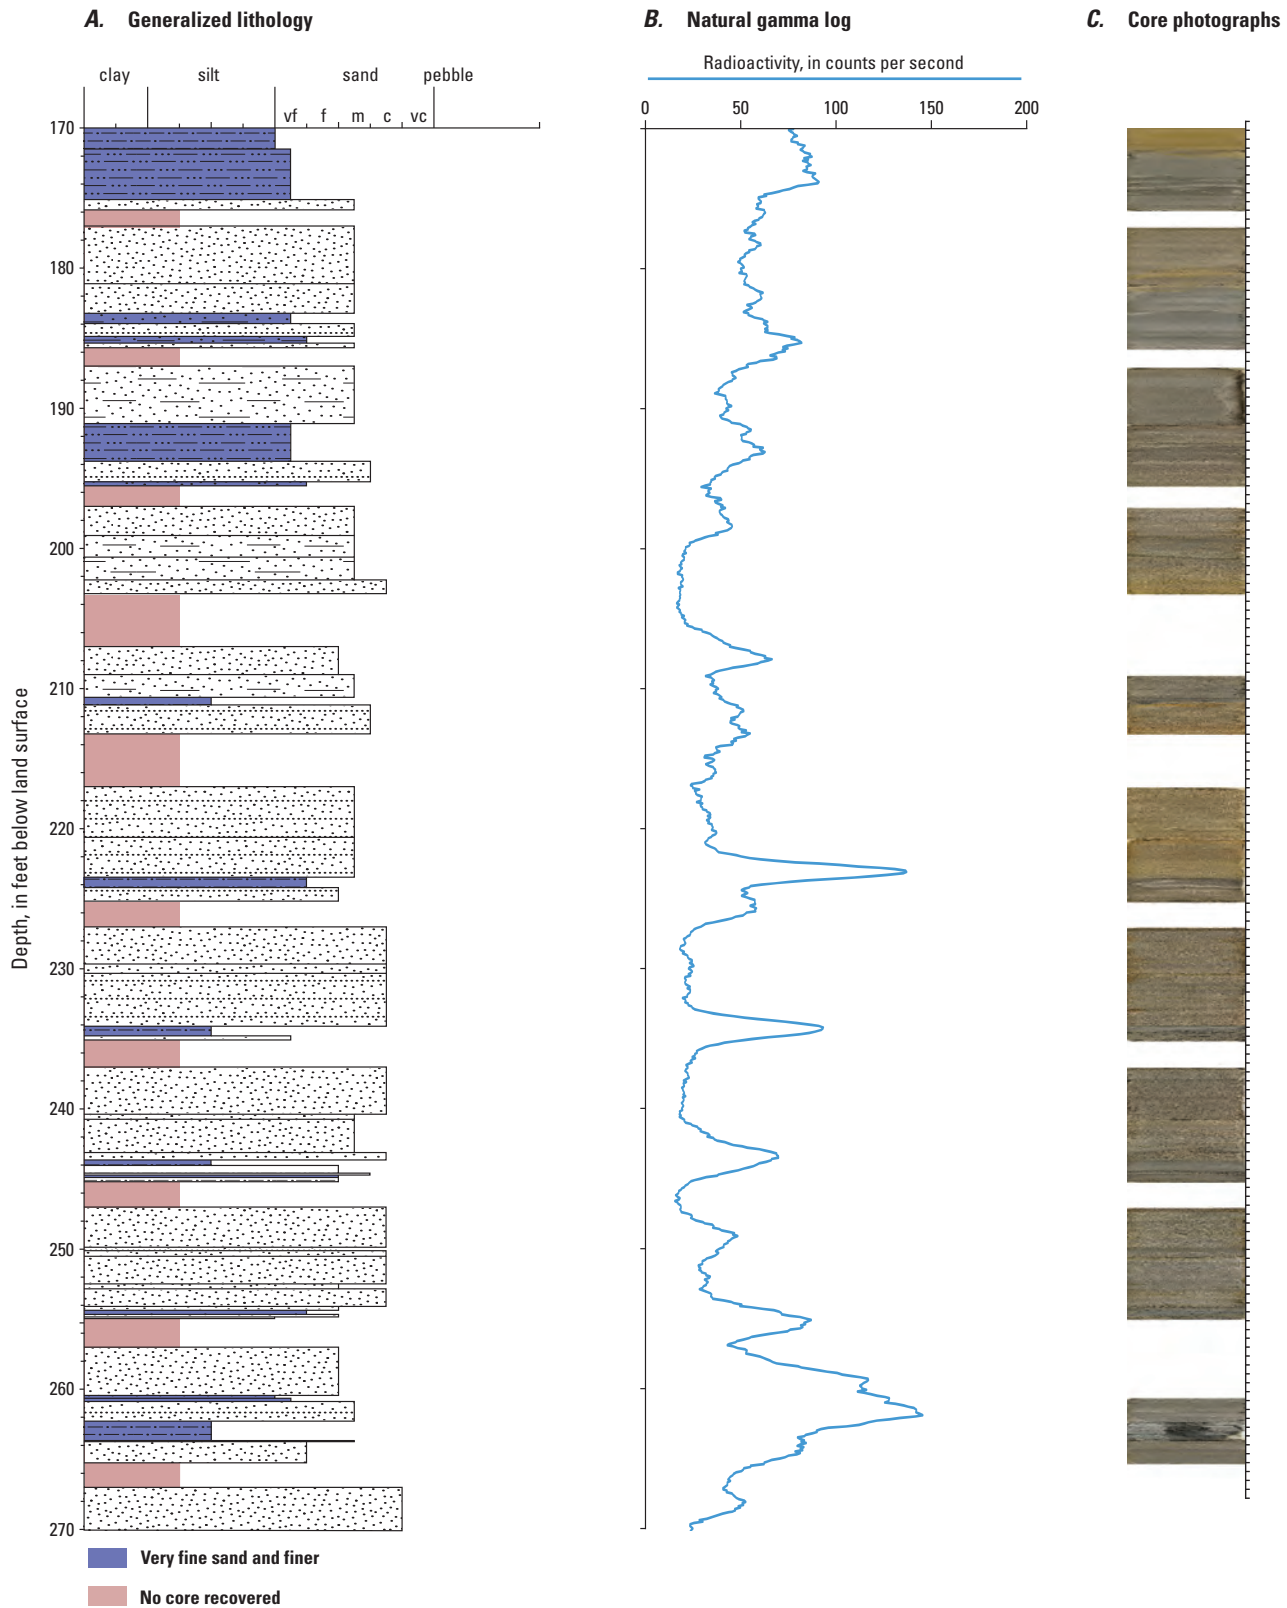 A. Generalized lithology
B. Natural gamma log
C. Core photographs
clay silt sand pebble
vf f m c vc
Radioactivity, in counts per second
0 50 100 150 200
Depth, in feet below land surface
170
180
190
200
210
220
230
240
250
260
270
Very fine sand and finer
No core recovered